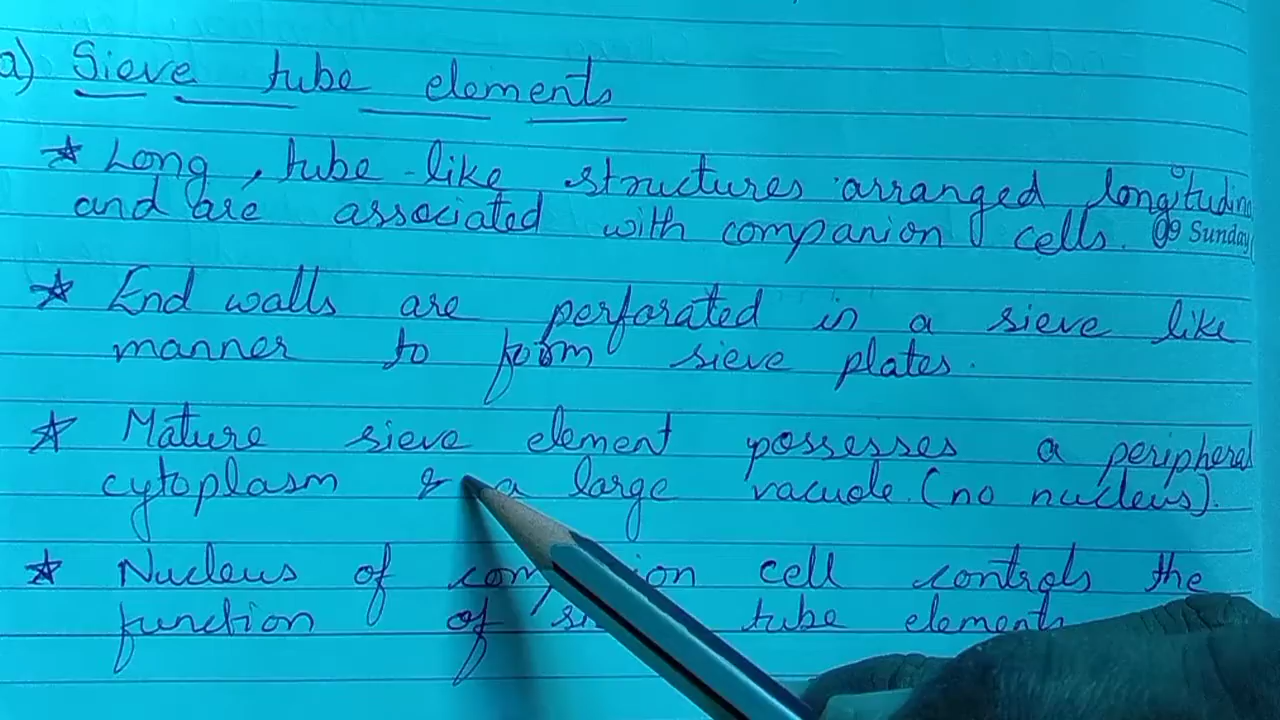 a) Sieve tube elements
* Long, tube-like structures arranged longitudin
and are associated with companion cells. 09 Sunday
* End walls are perforated in a sieve like
manner to form sieve plates.
* Mature sieve element possesses a peripheral
cytoplasm & a large vacuole (no nucleus).
* Nucleus of cell controls the
function of tube elements